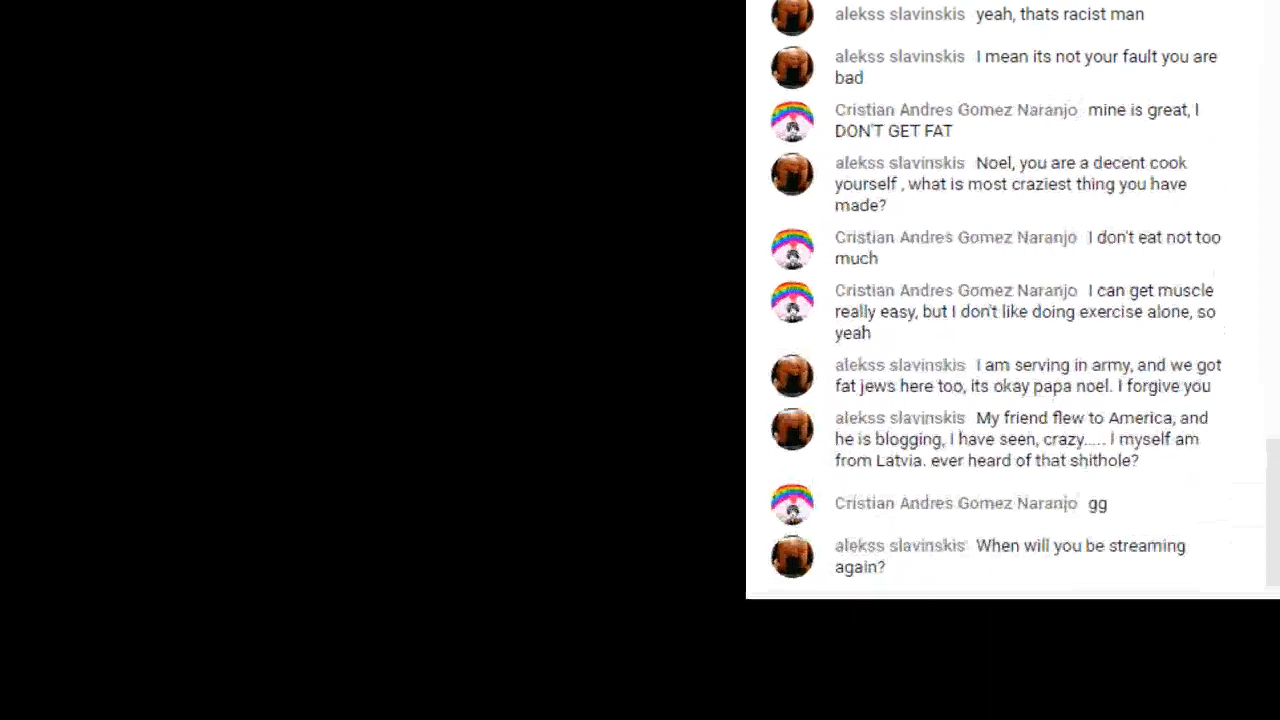 alekss slavinskis yeah, thats racist man
alekss slavinskis I mean its not your fault you are
bad
Cristian Andres Gomez Naranjo mine is great, I
DON'T GET FAT
alekss slavinskis Noel, you are a decent cook
yourself , what is most craziest thing you have
made?
Cristian Andres Gomez Naranjo I don't eat not too
much
Cristian Andres Gomez Naranjo I can get muscle
really easy, but I don't like doing exercise alone, so
yeah
alekss slavinskis I am serving in army, and we got
fat jews here too, its okay papa noel. I forgive you
alekss slavinskis My friend flew to America, and
he is blogging, I have seen, crazy..... I myself am
from Latvia. ever heard of that shithole?
Cristian Andres Gomez Naranjo gg
alekss slavinskis When will you be streaming
again?